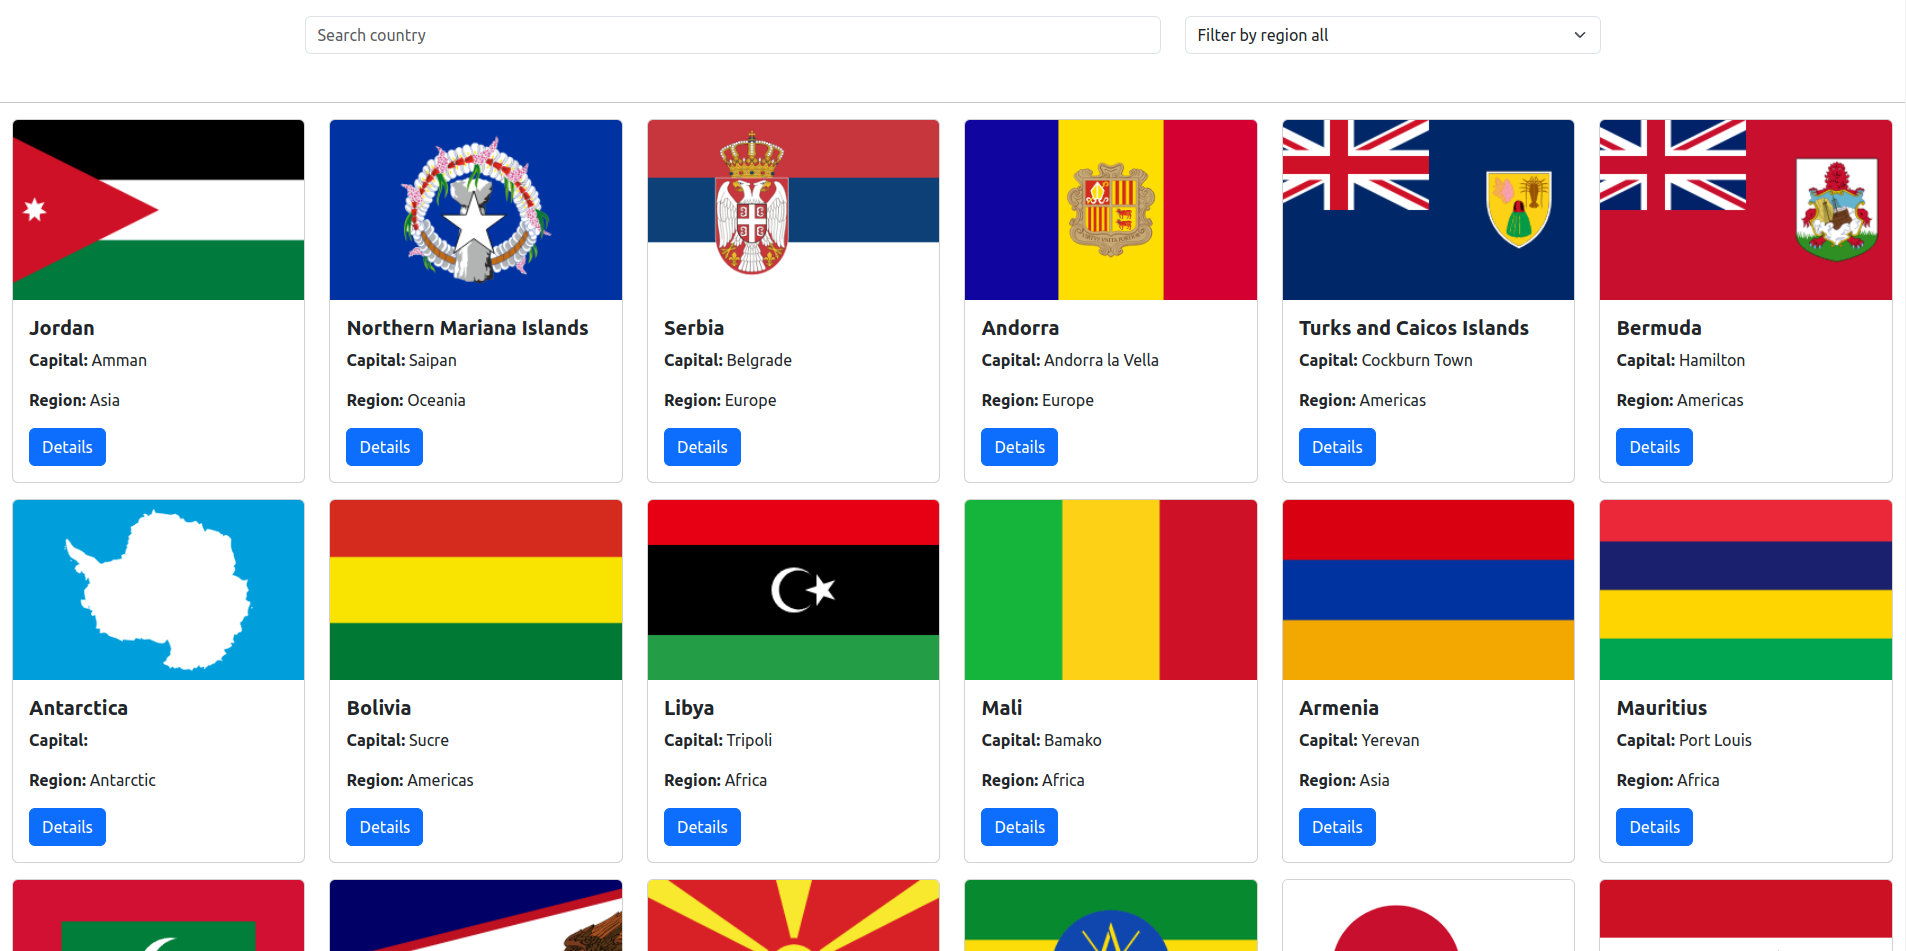 Search country
Filter by region all
Jordan
Capital: Amman
Region: Asia
Details
Northern Mariana Islands
Capital: Saipan
Region: Oceania
Details
Serbia
Capital: Belgrade
Region: Europe
Details
Andorra
Capital: Andorra la Vella
Region: Europe
Details
Turks and Caicos Islands
Capital: Cockburn Town
Region: Americas
Details
Bermuda
Capital: Hamilton
Region: Americas
Details
Antarctica
Capital:
Region: Antarctic
Details
Bolivia
Capital: Sucre
Region: Americas
Details
Libya
Capital: Tripoli
Region: Africa
Details
Mali
Capital: Bamako
Region: Africa
Details
Armenia
Capital: Yerevan
Region: Asia
Details
Mauritius
Capital: Port Louis
Region: Africa
Details